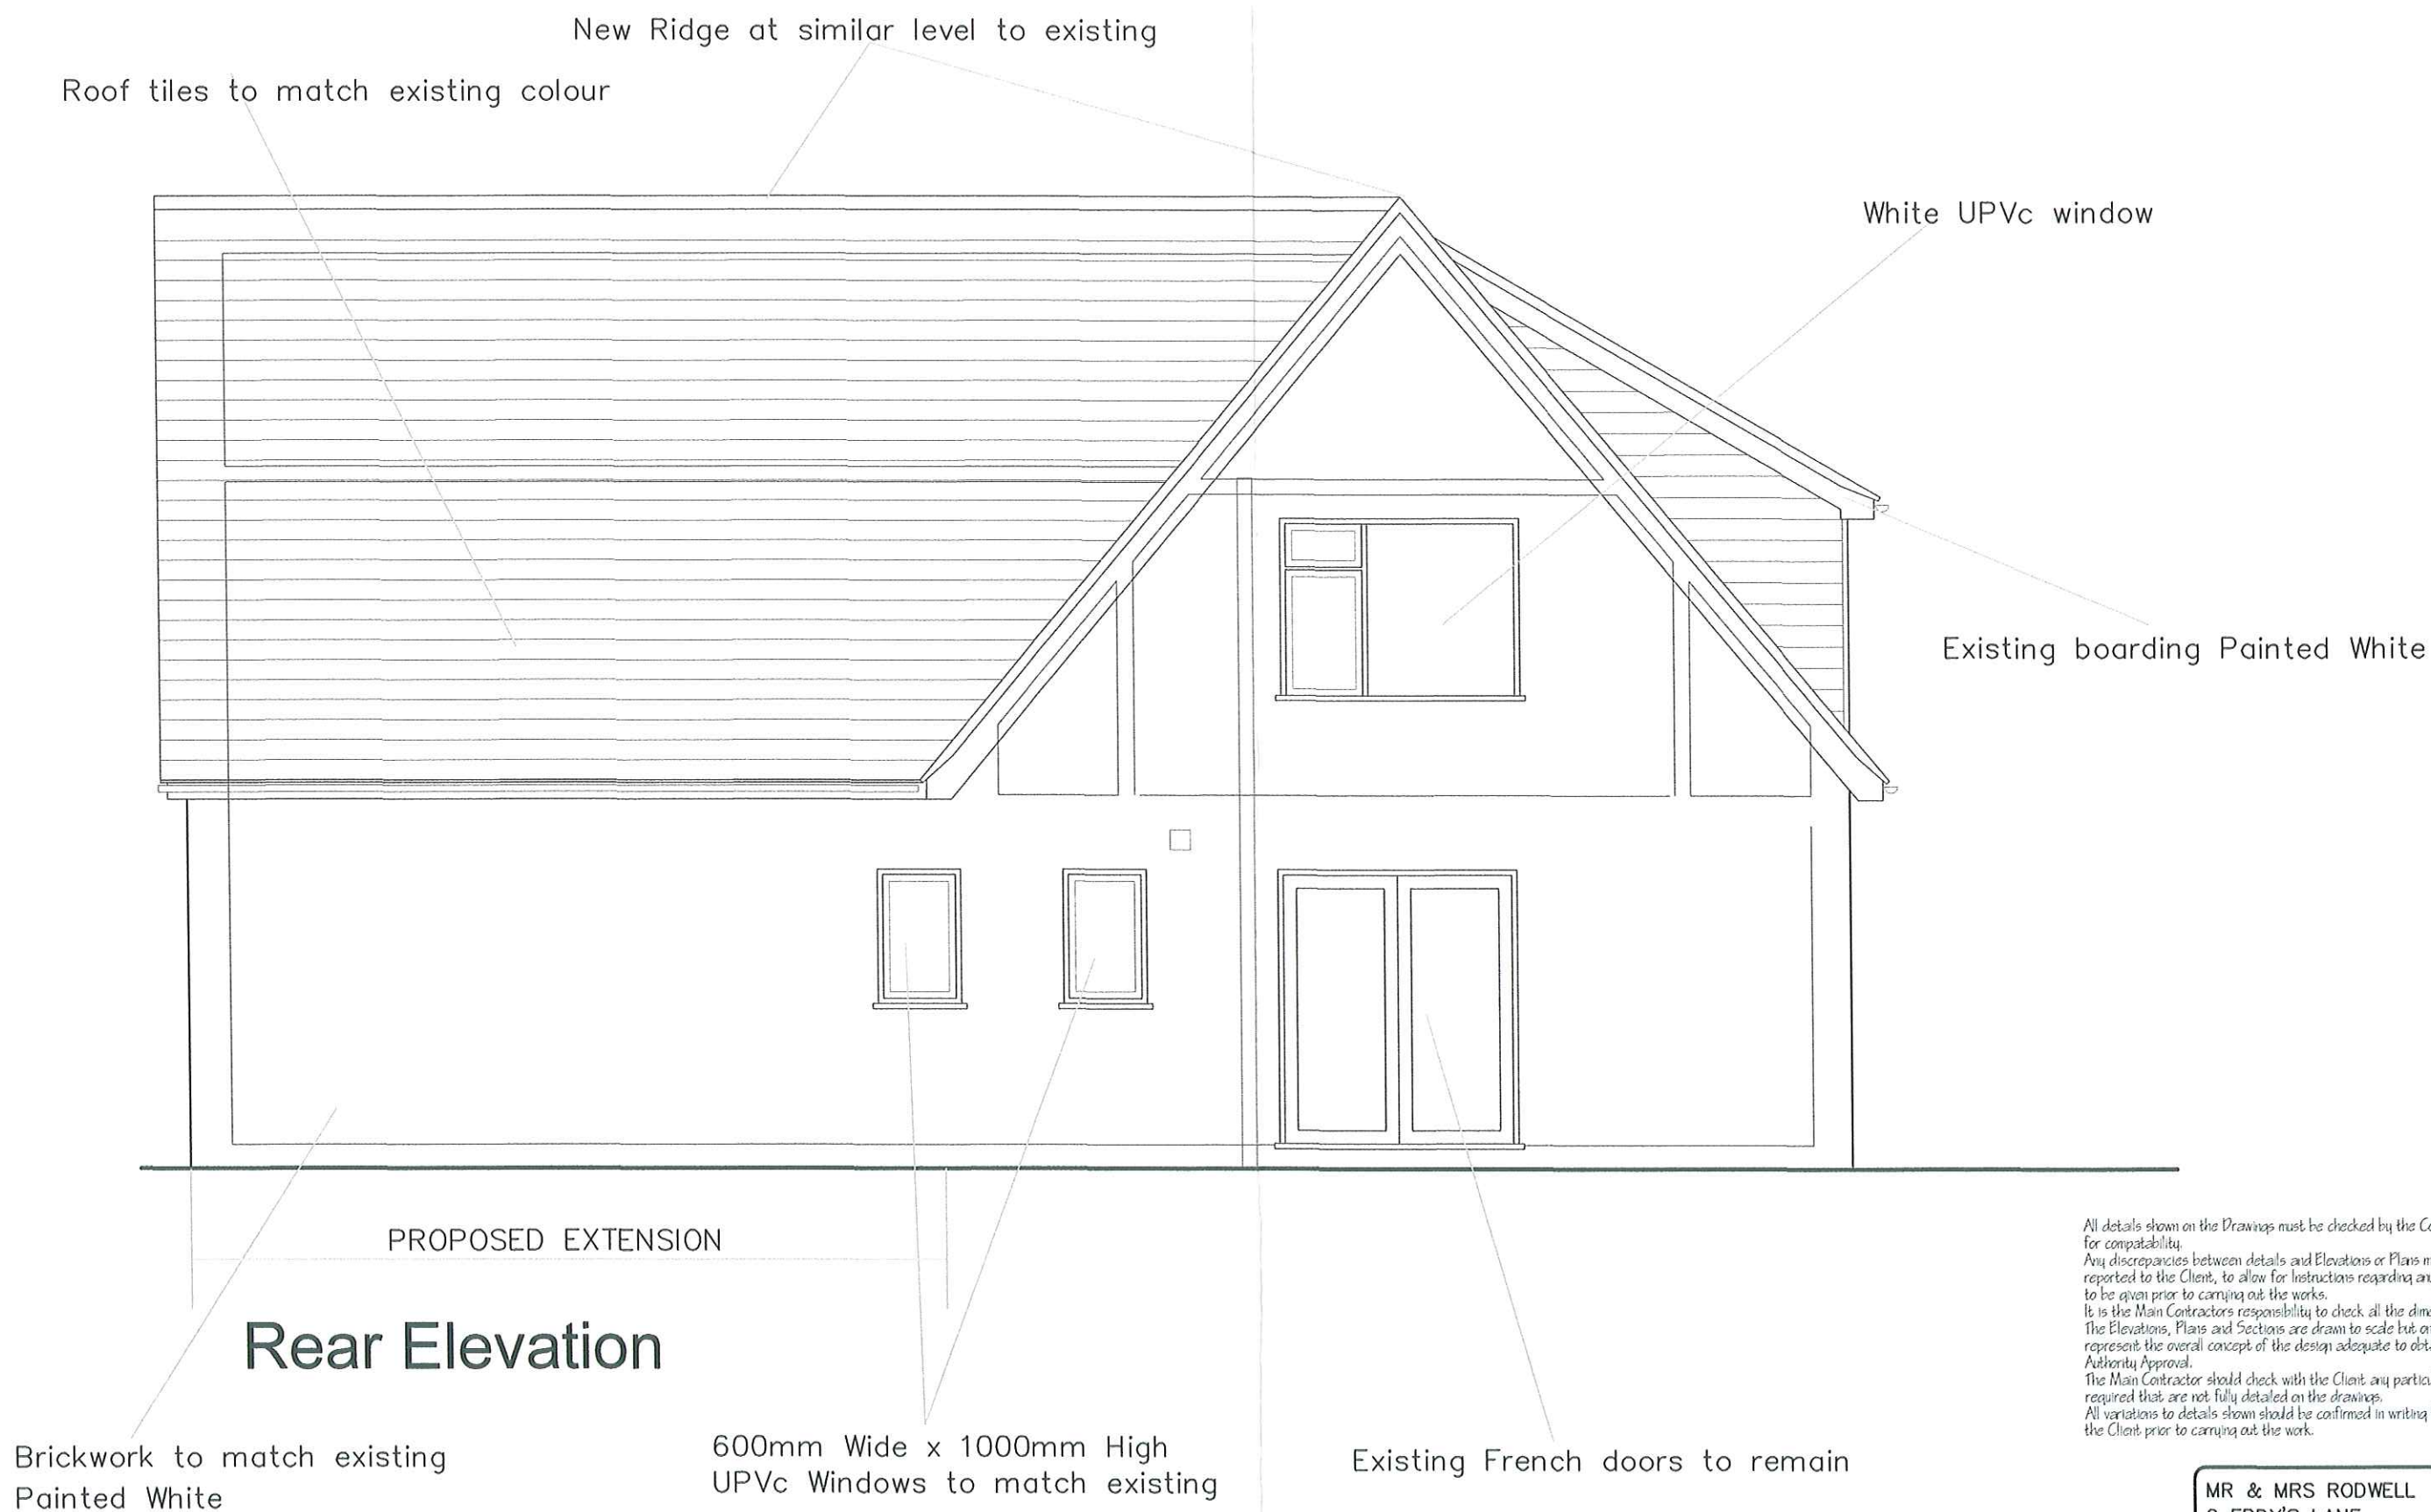 New Ridge at similar level to existing
Roof tiles to match existing colour
White UPVc window
Existing boarding Painted White
PROPOSED EXTENSION
Rear Elevation
Brickwork to match existing
Painted White
600mm Wide x 1000mm High
UPVc Windows to match existing
Existing French doors to remain
All details shown on the Drawings must be checked by the
for compatability.
Any discrepancies between details and Elevations or Plans
reported to the Client, to allow for Instructions regarding
to be given prior to carrying out the works.
It is the Main Contractors responsibility to check all the
The Elevations, Plans and Sections are drawn to scale but
represent the overall concept of the design adequate to
Authority Approval.
The Main Contractor should check with the Client any
required that are not fully detailed on the drawings.
All variations to details shown should be confirmed in writing
the Client prior to carrying out the work.
MR & MRS RODWELL